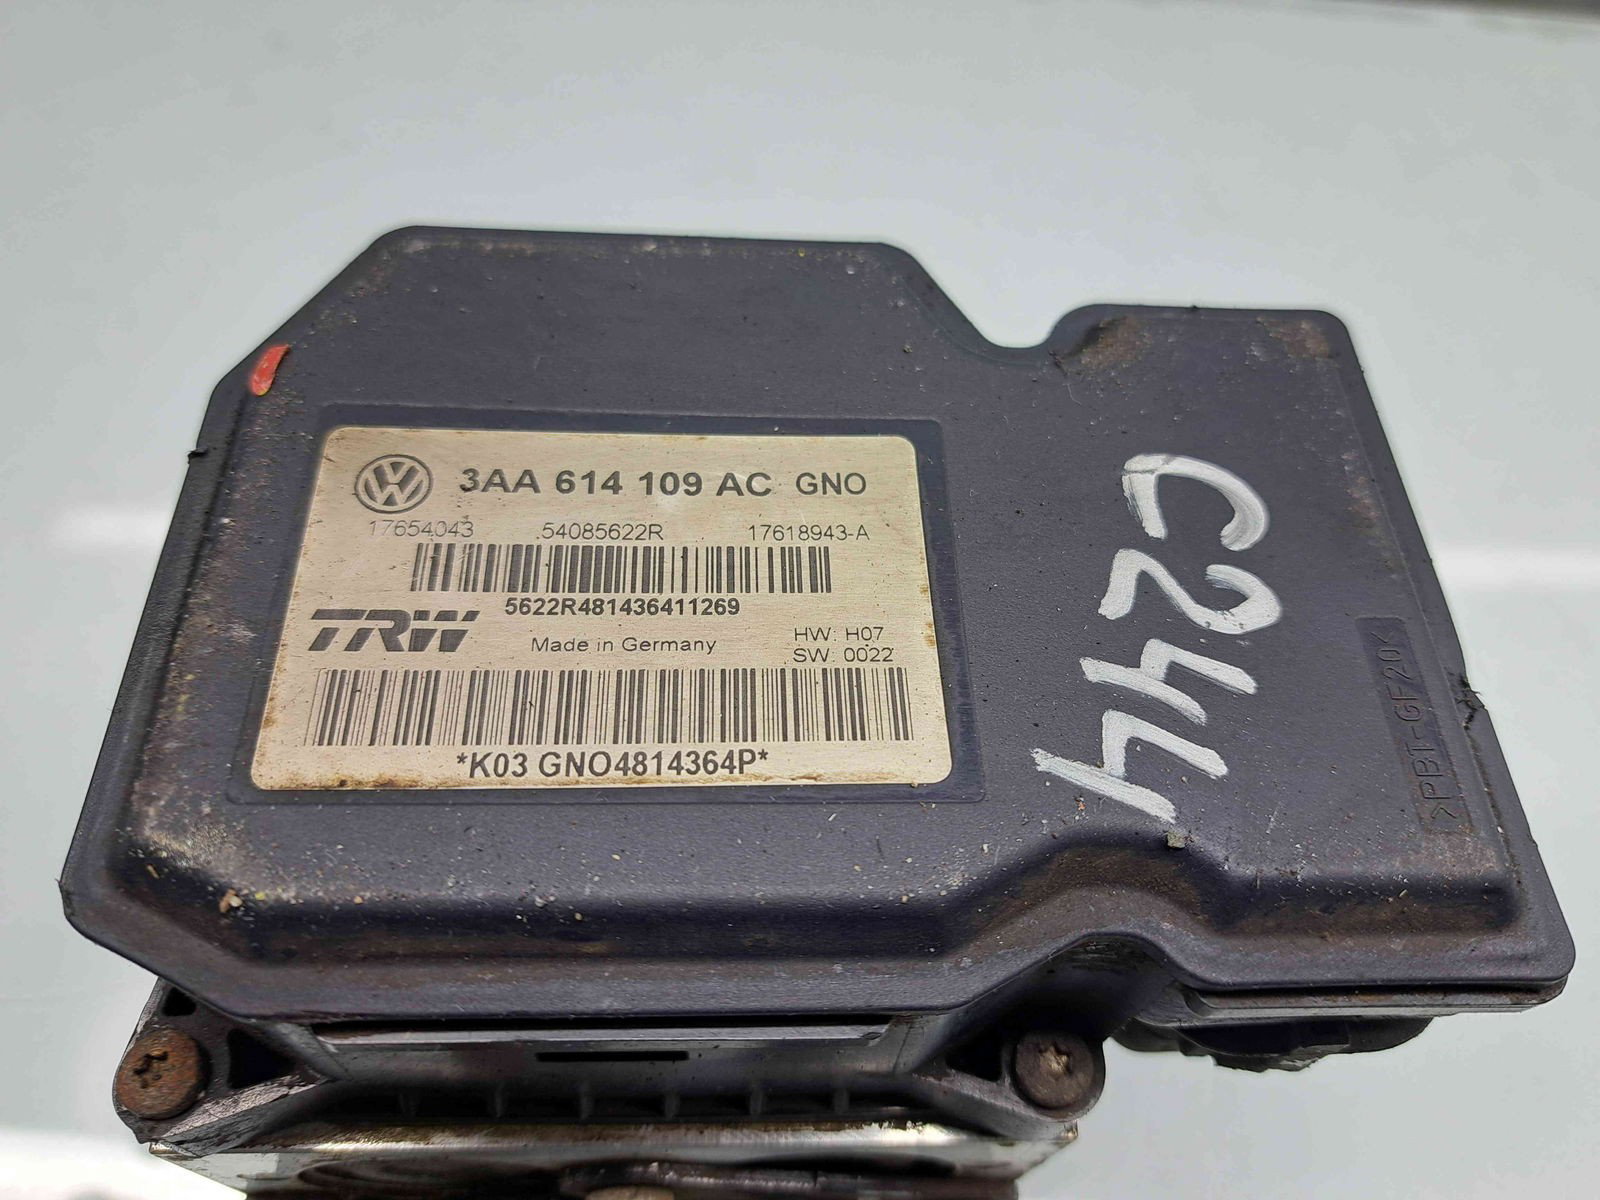 3AA 614 109 AC GNO
17654043 54085622R 17618943-A
5622R481436411269
TRW Made in Germany HW: H07
SW: 0022
*K03 GNO4814364P*
C244
>PBT-GF20<